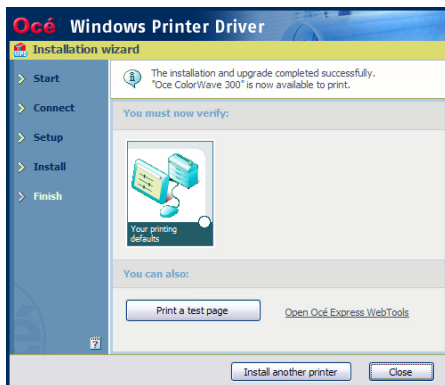 Océ Windows Printer Driver
Installation wizard
Start
Connect
Setup
Install
Finish
The installation and upgrade completed successfully.
"Oce ColorWave 300" is now available to print.
You must now verify:
Your printing
defaults
You can also:
Print a test page
Open Océ Express WebTools
?
Install another printer
Close